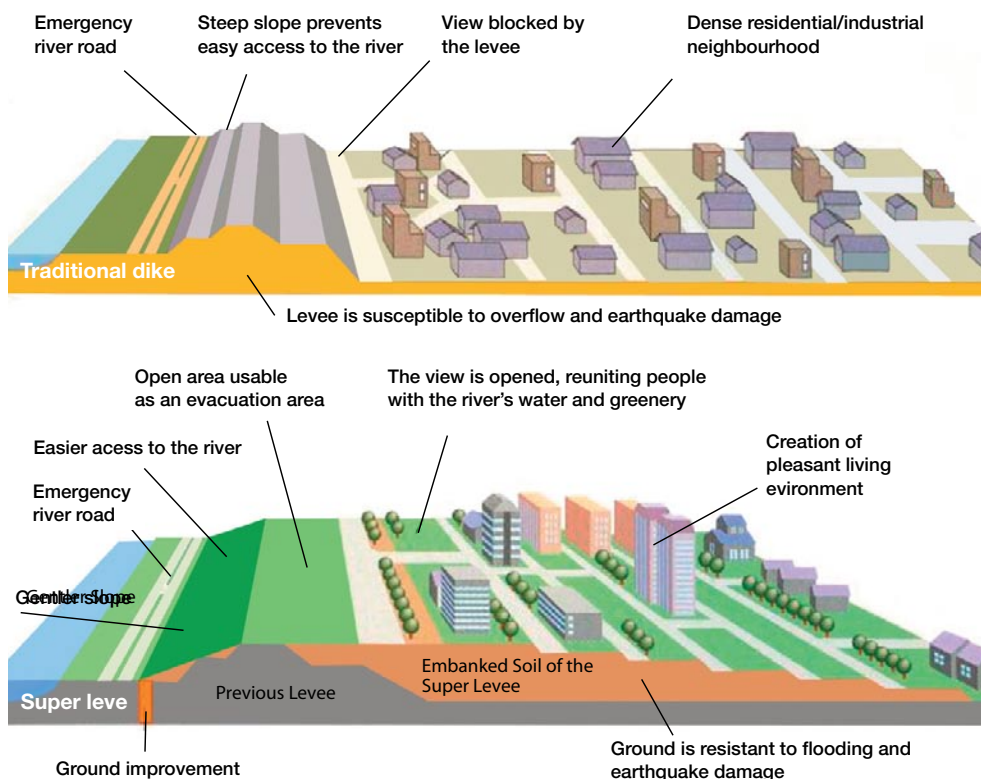 Emergency
river road
Steep slope prevents
easy access to the river
View blocked by
the levee
Dense residential/industrial
neighbourhood
Traditional dike
Levee is susceptible to overflow and earthquake damage
Open area usable
as an evacuation area
The view is opened, reuniting people
with the river's water and greenery
Easier acess to the river
Creation of
pleasant living
evironment
Emergency
river road
Gentler slope
Gentler Slope
Embanked Soil of the
Super Levee
Previous Levee
Super leve
Ground improvement
Ground is resistant to flooding and
earthquake damage